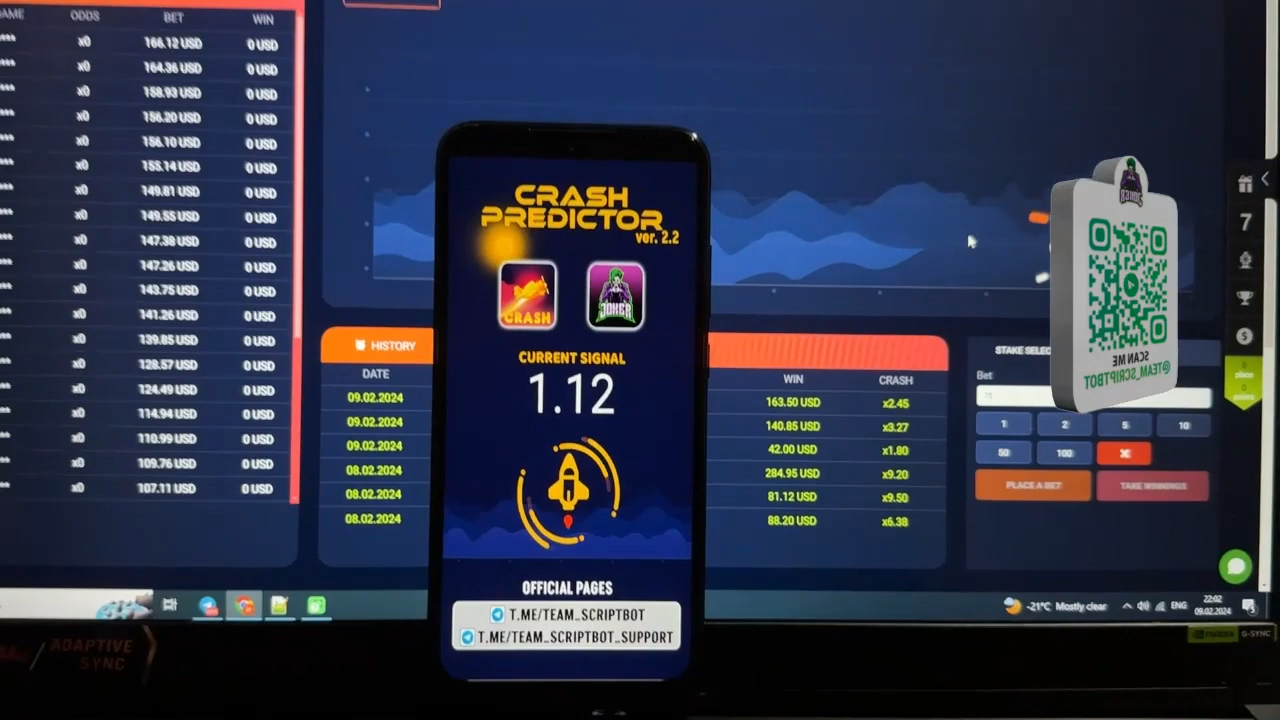 ODDS BET WIN
x0 166.12 USD 0 USD
x0 164.36 USD 0 USD
x0 158.93 USD 0 USD
x0 156.20 USD 0 USD
x0 156.10 USD 0 USD
x0 155.14 USD 0 USD
x0 149.81 USD 0 USD
x0 149.55 USD 0 USD
x0 147.38 USD 0 USD
x0 147.26 USD 0 USD
x0 143.75 USD 0 USD
x0 141.26 USD 0 USD
x0 139.85 USD 0 USD
x0 128.57 USD 0 USD
x0 124.49 USD 0 USD
x0 114.94 USD 0 USD
x0 110.99 USD 0 USD
x0 109.76 USD 0 USD
x0 107.11 USD 0 USD
CRASH
PREDICTOR
ver. 2.2
CRASH
JOKER
CURRENT SIGNAL
1.12
OFFICIAL PAGES
T.ME/TEAM_SCRIPTBOT
T.ME/TEAM_SCRIPTBOT_SUPPORT
HISTORY
DATE
09.02.2024
09.02.2024
09.02.2024
08.02.2024
08.02.2024
08.02.2024
WIN CRASH
163.50 USD x2.45
140.85 USD x3.27
42.00 USD x1.80
284.95 USD x9.20
81.12 USD x9.50
88.20 USD x6.38
JOKER
SCAN ME
@TEAM_SCRIPTBOT
7
STAKE
Bet
1 2 5 10
50 100
PLACE A BET TAKE WINNINGS
-21°C Mostly clear ENG 22:02
09.02.2024
ADAPTIVE
SYNC
NVIDIA G-SYNC